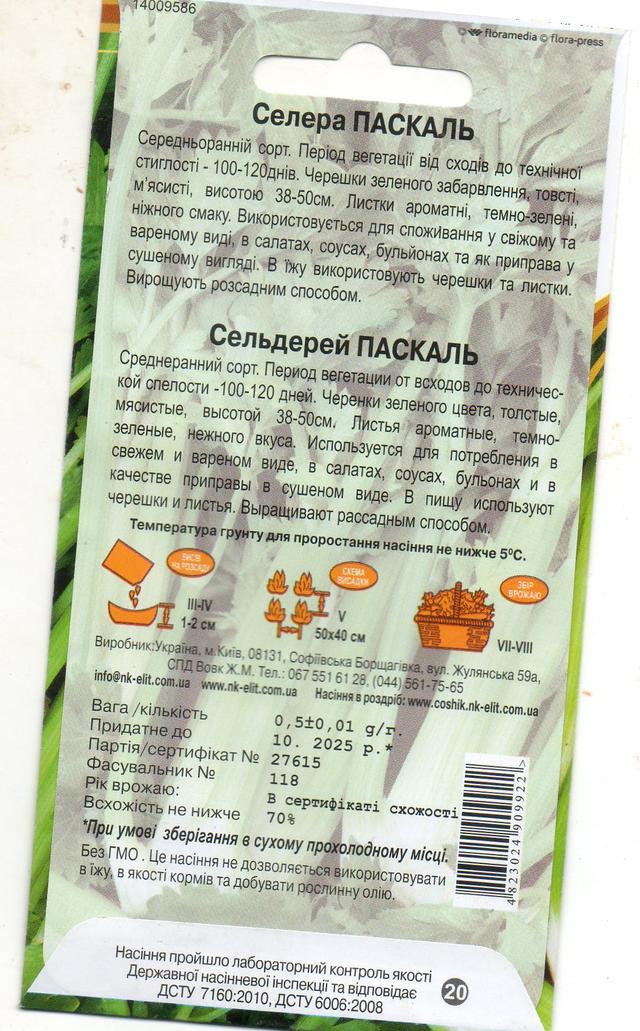 14009586
© floramedia © flora-press
Селера ПАСКАЛЬ
Середньоранній сорт. Період вегетації від сходів до технічної
стиглості - 100-120днів. Черешки зеленого забарвлення, товсті,
м'ясисті, висотою 38-50см. Листки ароматні, темно-зелені,
ніжного смаку. Використовується для споживання у свіжому та
вареному виді, в салатах, соусах, бульйонах та як приправа у
сушеному вигляді. В їжу використовують черешки та листки.
Вирощують розсадним способом.
Сельдерей ПАСКАЛЬ
Среднеранний сорт. Период вегетации от всходов до техничес-
кой спелости -100-120 дней. Черенки зеленого цвета, толстые,
мясистые, высотой 38-50см. Листья ароматные, темно-
зеленые, нежного вкуса. Используется для потребления в
свежем и вареном виде, в салатах, соусах, бульонах и в
качестве приправы в сушеном виде. В пищу используют
черешки и листья. Выращивают рассадным способом.
Температура грунту для проростання насіння не нижче 5⁰С.
ВИСІВ
НА РОЗСАДУ
III-IV
1-2 см
СХЕМА
ВИСАДКИ
V
50х40 см
ЗБІР
ВРОЖАЮ
VII-VIII
Виробник:Україна, м.Київ, 08131, Софіївська Борщагівка, вул. Жулянська 59а,
СПД Вовк Ж.М. Тел.: 067 551 61 28, (044) 561-75-65
info@nk-elit.com.ua www.nk-elit.com.ua Насіння в роздріб: www.coshik.nk-elit.com.ua
Вага /кількість 0,5±0,01 g/г.
Придатне до 10. 2025 р.*
Партія/сертифікат № 27615
Фасувальник № 118
Рік врожаю: В сертифікаті схожості
Всхожість не нижче 70%
*При умові зберігання в сухому прохолодному місці.
Без ГМО . Це насіння не дозволяється використовувати
в їжу, в якості кормів та добувати рослинну олію.
4 823024 909922 >
Насіння пройшло лабораторний контроль якості
Державної насінневої інспекції та відповідає
ДСТУ 7160:2010, ДСТУ 6006:2008
20